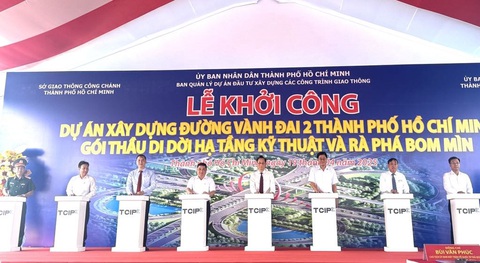 ỦY BAN NHÂN DÂN THÀNH PHỐ HỒ CHÍ MINH
BAN QUẢN LÝ DỰ ÁN ĐẦU TƯ XÂY DỰNG CÁC CÔNG TRÌNH GIAO THÔNG
SỞ GIAO THÔNG CÔNG CHÁNH
THÀNH PHỐ HỒ CHÍ MINH
LỄ KHỞI CÔNG
DỰ ÁN XÂY DỰNG ĐƯỜNG VÀNH ĐAI 2 THÀNH PHỐ HỒ CHÍ MIN
GÓI THẦU DI DỜI HẠ TẦNG KỸ THUẬT VÀ RÀ PHÁ BOM MÌN
TCIP
TCIP
TCIP
TCIP
TCIP
TCIP
TCIP
TCIP
BÙI VĂN PHÚC